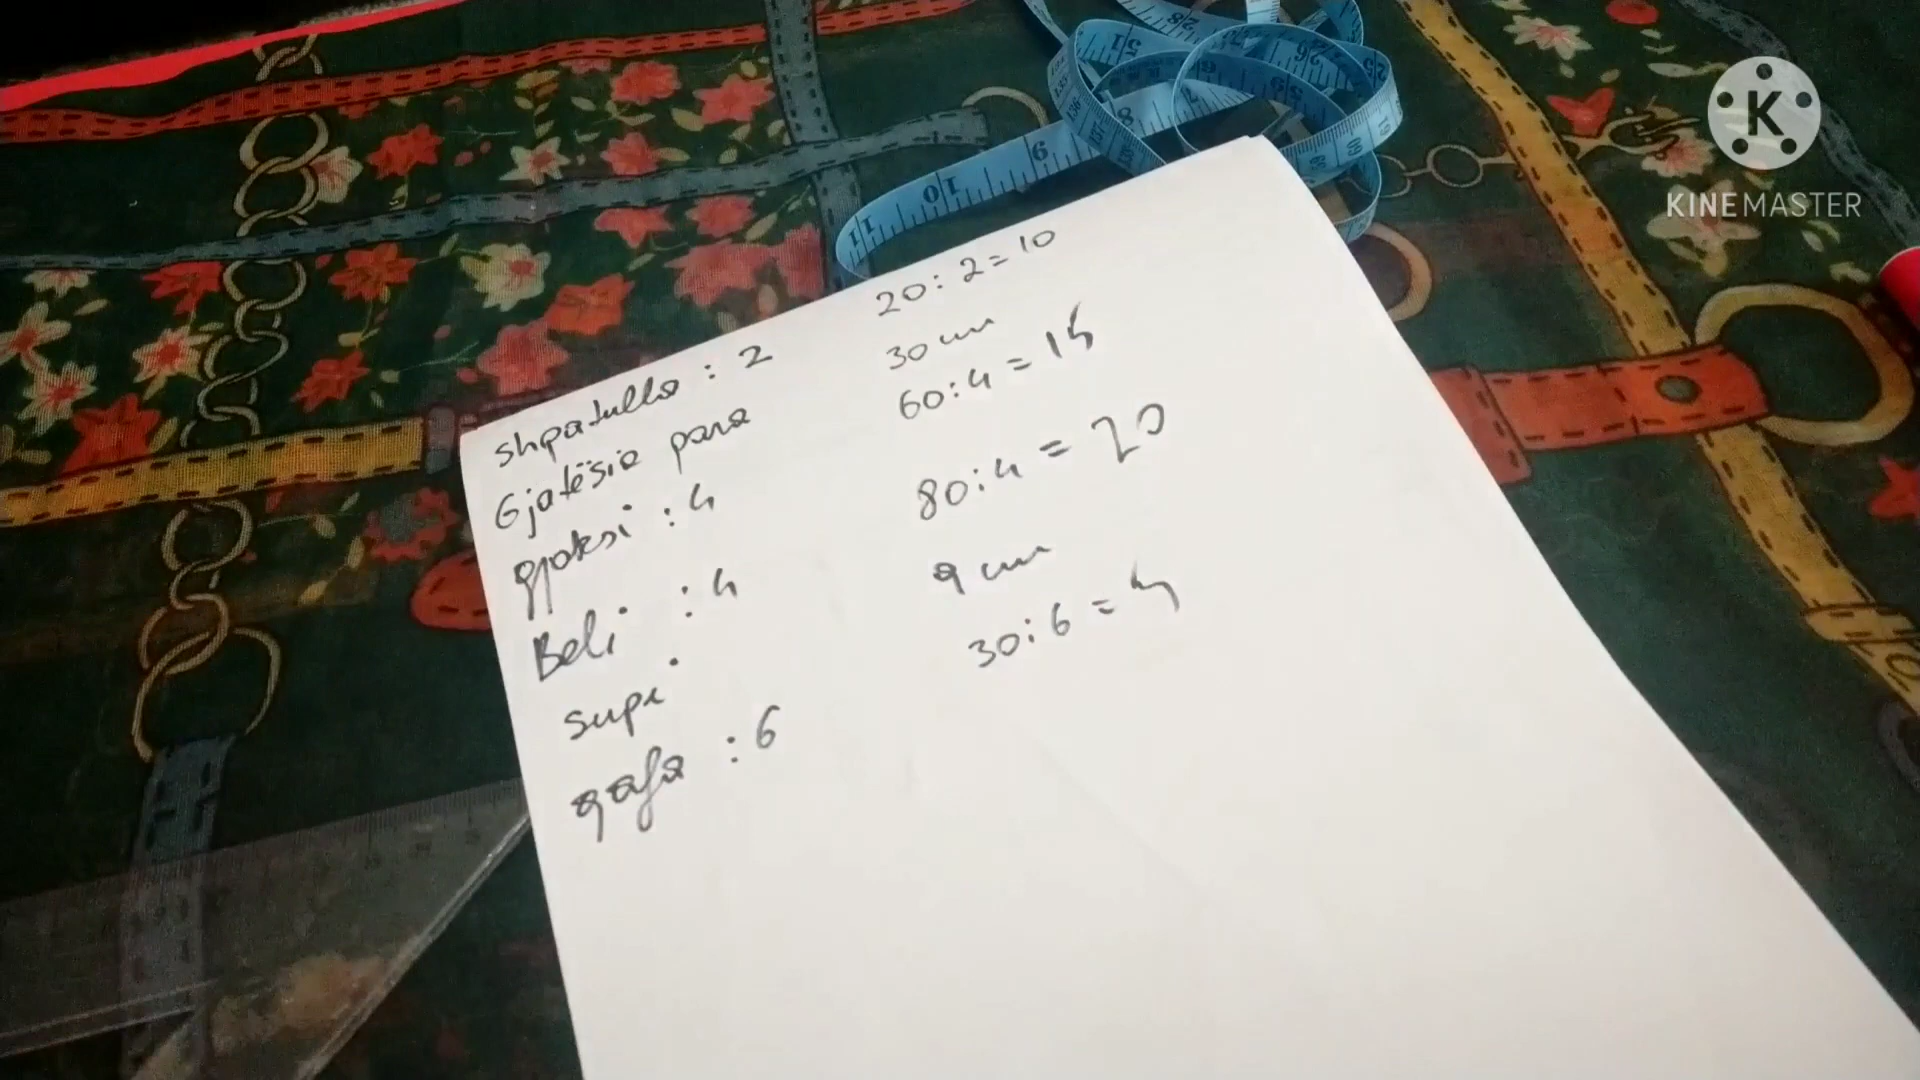 shpatulla : 2 20 : 2 = 10
Gjatësia para 30 cm
gjoksi : 4 60 : 4 = 15
Beli : 4 80 : 4 = 20
supi : 9 cm
qafa : 6 30 : 6 = 5
KINEMASTER
K